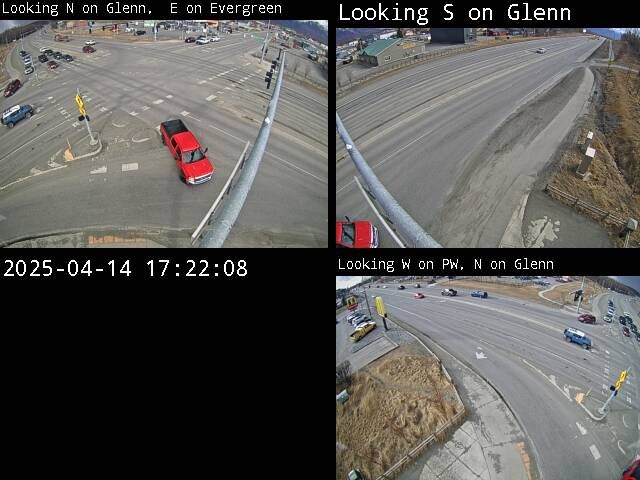 Looking N on Glenn, E on Evergreen
Looking S on Glenn
2025-04-14 17:22:08
Looking W on PW, N on Glenn